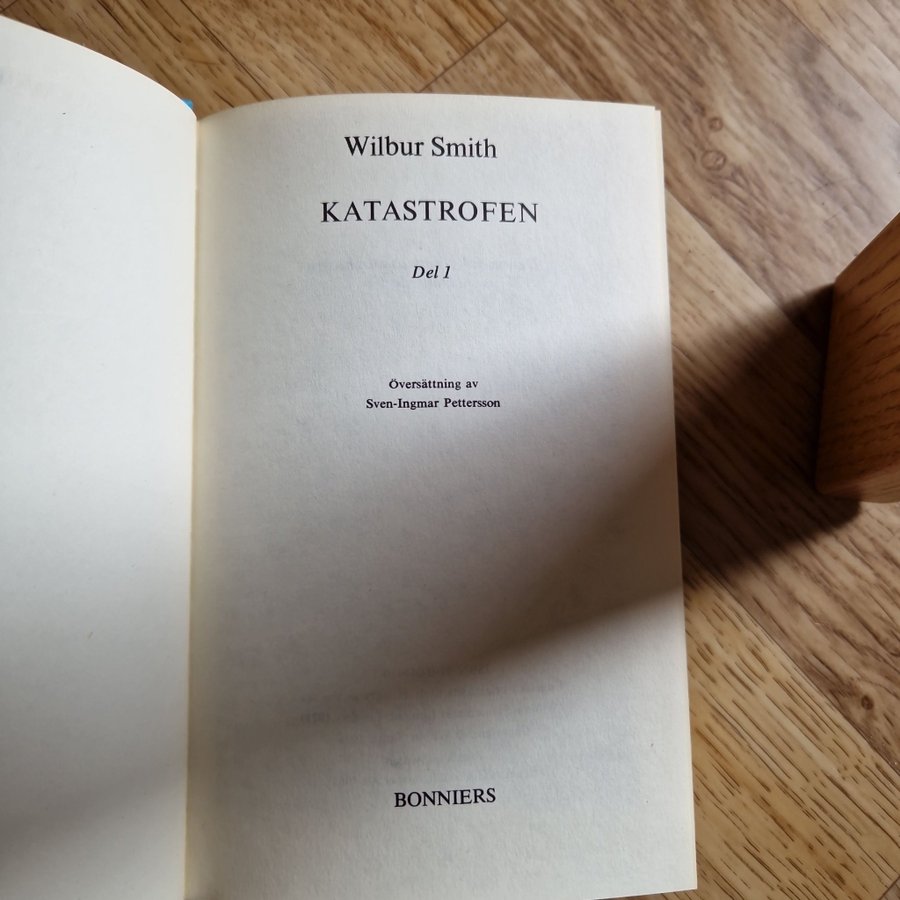 Wilbur Smith
KATASTROFEN
Del 1
Översättning av
Sven-Ingmar Pettersson
BONNIERS